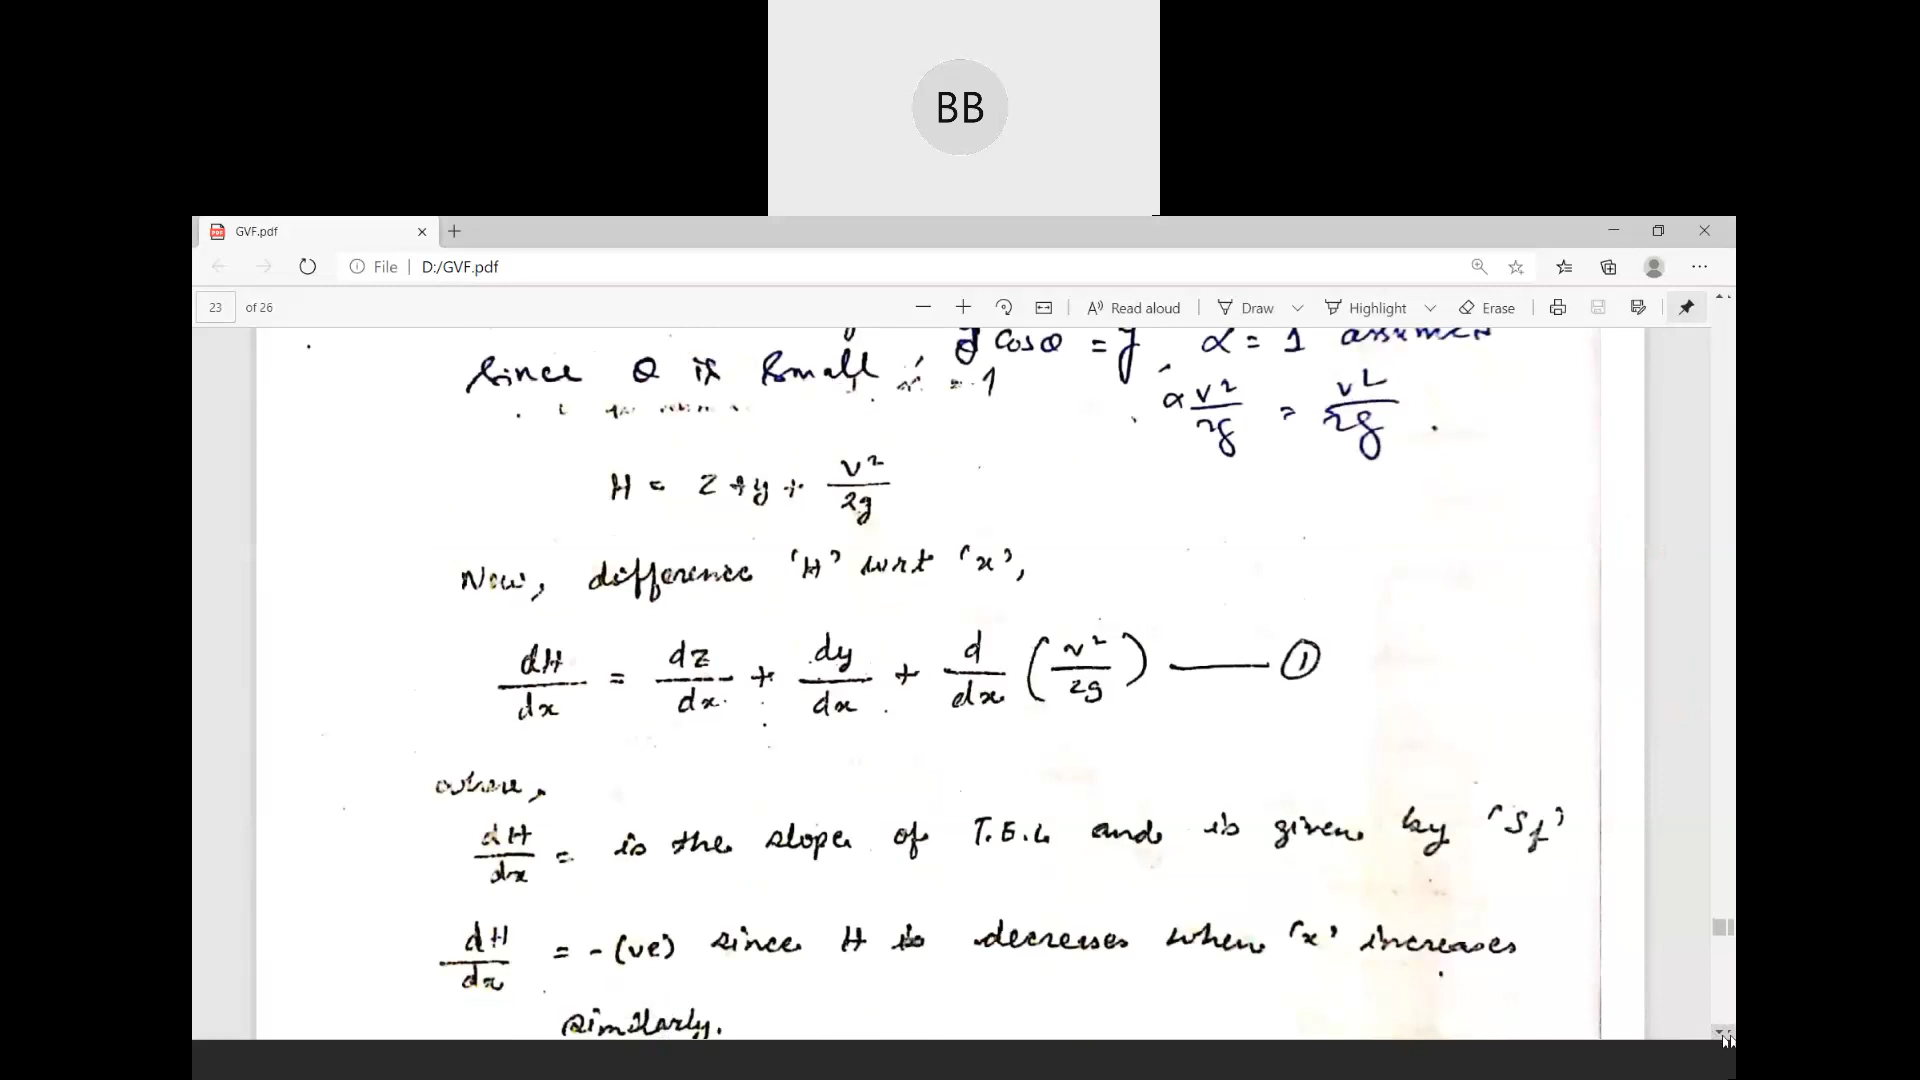 BB
GVF.pdf
File | D:/GVF.pdf
23 of 26 Read aloud Draw Highlight Erase
y cosθ = y, α = 1 assumed
Since θ is small = 1
α v²/2g = v²/2g .
H = Z + y + v²/2g
Now, difference 'H' wrt 'x',
dH/dx = dz/dx + dy/dx + d/dx (v²/2g) —— ①
where,
dH/dx = is the slope of T.E.L and is given by 'Sf'
dH/dx = -(ve) since H is decreases when 'x' increases
similarly.